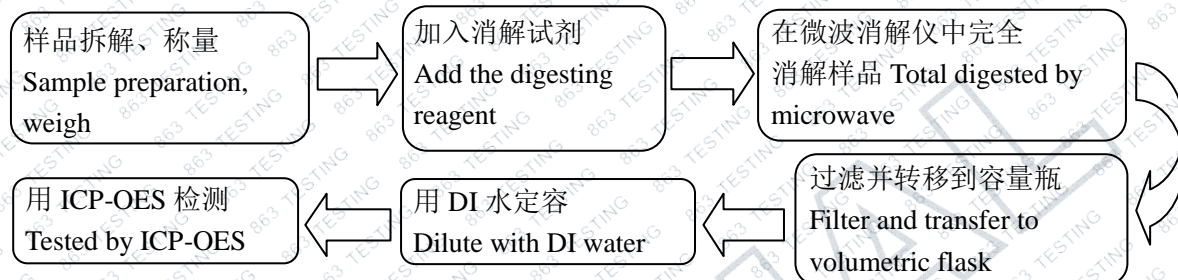 样品拆解、称量
Sample preparation,
weigh
加入消解试剂
Add the digesting
reagent
在微波消解仪中完全
消解样品 Total digested by
microwave
过滤并转移到容量瓶
Filter and transfer to
volumetric flask
用 DI 水定容
Dilute with DI water
用 ICP-OES 检测
Tested by ICP-OES
863 TESTING